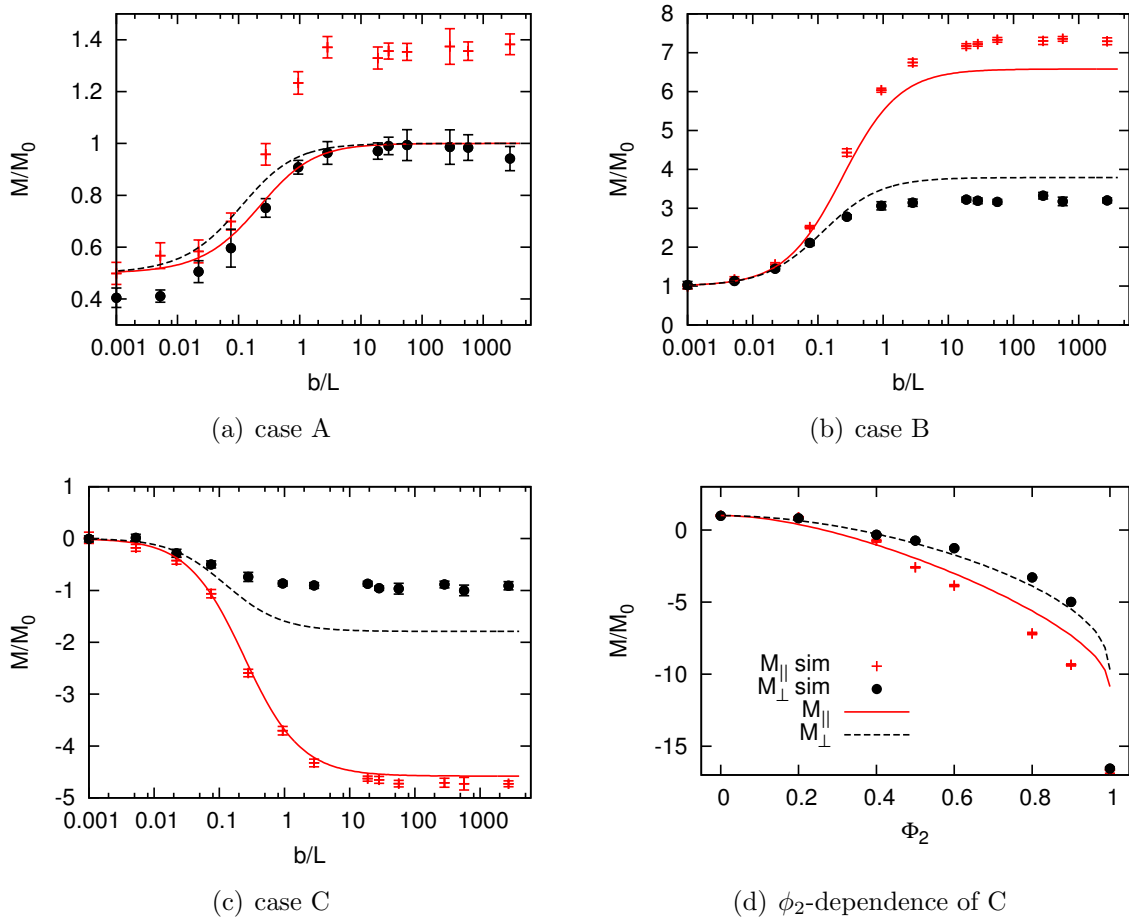 M/M0
1.4
1.2
1
0.8
0.6
0.4
0.001 0.01 0.1 1 10 100 1000
b/L
(a) case A
M/M0
8
7
6
5
4
3
2
1
0
0.001 0.01 0.1 1 10 100 1000
b/L
(b) case B
M/M0
1
0
-1
-2
-3
-4
-5
0.001 0.01 0.1 1 10 100 1000
b/L
(c) case C
M/M0
0
-5
-10
-15
M|| sim
M⊥ sim
M||
M⊥
0 0.2 0.4 0.6 0.8 1
Φ2
(d) ϕ2-dependence of C